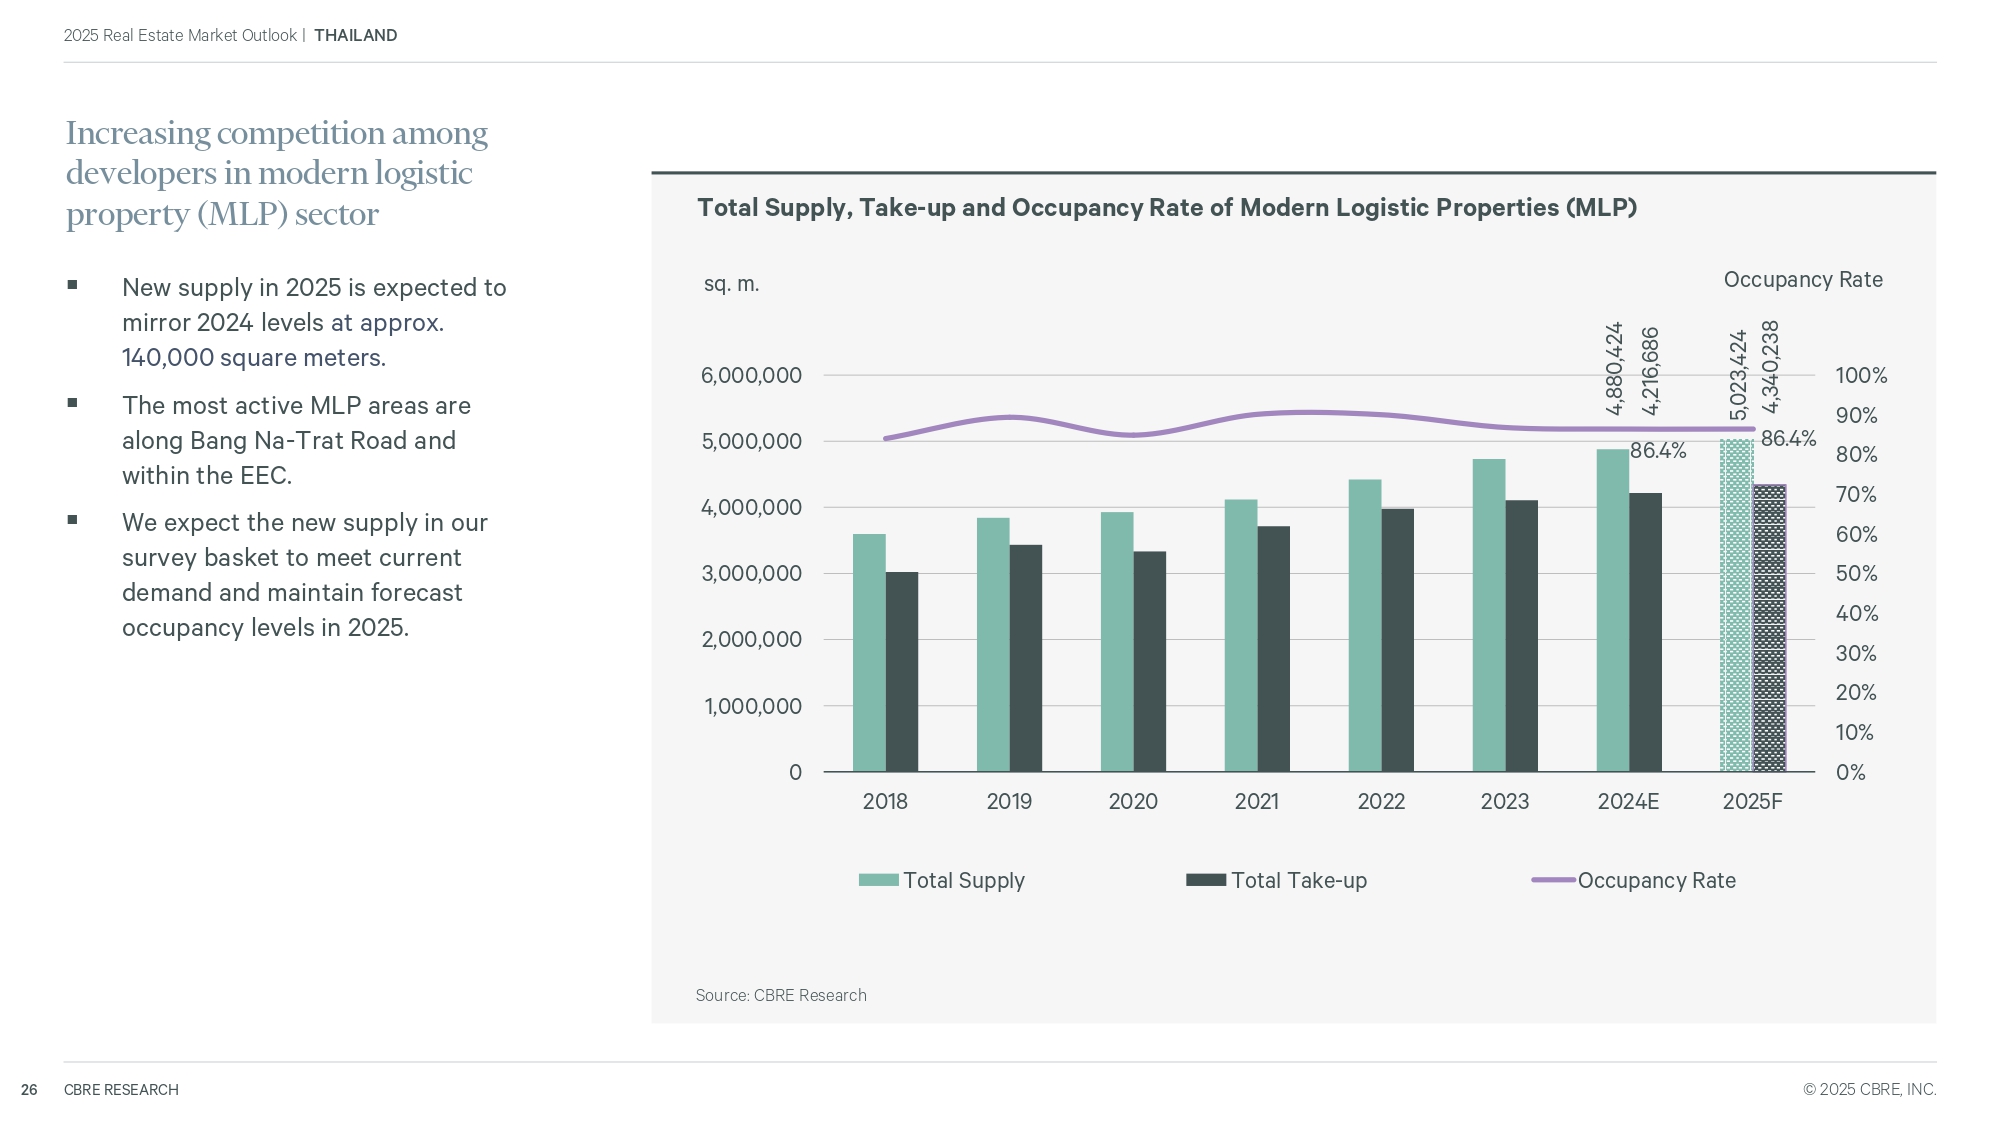 2025 Real Estate Market Outlook | THAILAND
Increasing competition among
developers in modern logistic
property (MLP) sector
▪ New supply in 2025 is expected to
mirror 2024 levels at approx.
140,000 square meters.
▪ The most active MLP areas are
along Bang Na-Trat Road and
within the EEC.
▪ We expect the new supply in our
survey basket to meet current
demand and maintain forecast
occupancy levels in 2025.
Total Supply, Take-up and Occupancy Rate of Modern Logistic Properties (MLP)
sq. m.
Occupancy Rate
4,880,424
4,216,686
5,023,424
4,340,238
6,000,000
5,000,000
4,000,000
3,000,000
2,000,000
1,000,000
0
86.4%
86.4%
100%
90%
80%
70%
60%
50%
40%
30%
20%
10%
0%
2018 2019 2020 2021 2022 2023 2024E 2025F
Total Supply Total Take-up Occupancy Rate
Source: CBRE Research
26 CBRE RESEARCH © 2025 CBRE, INC.